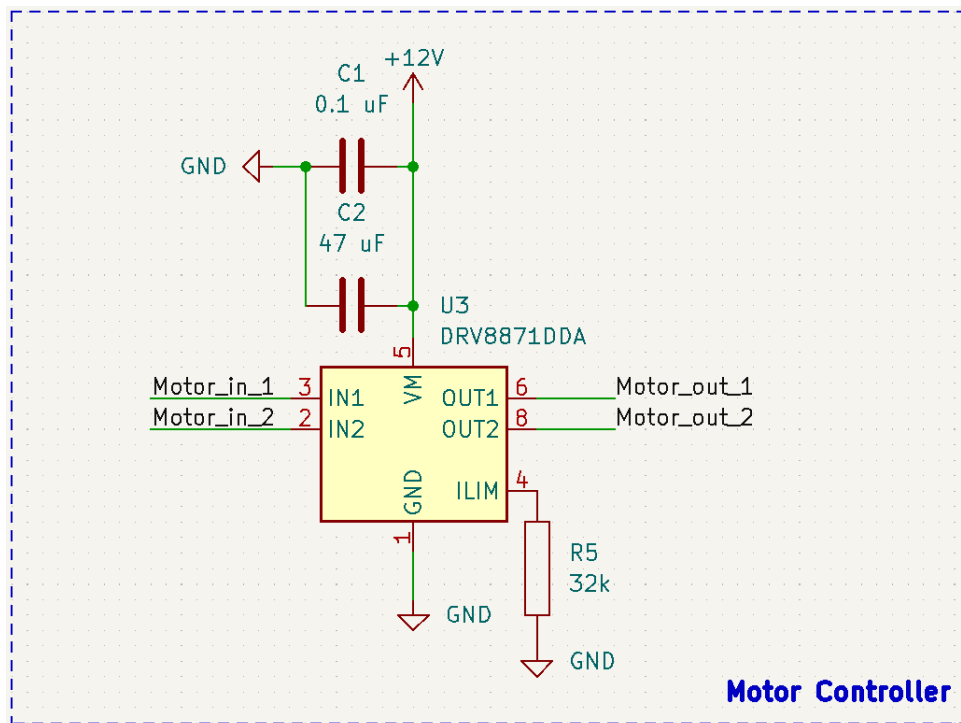 +12V
C1
0.1 uF
GND
C2
47 uF
U3
DRV8871DDA
5
Motor_in_1 3 IN1 VM OUT1 6 Motor_out_1
Motor_in_2 2 IN2 OUT2 8 Motor_out_2
GND ILIM 4
1
R5
32k
GND
GND
Motor Controller